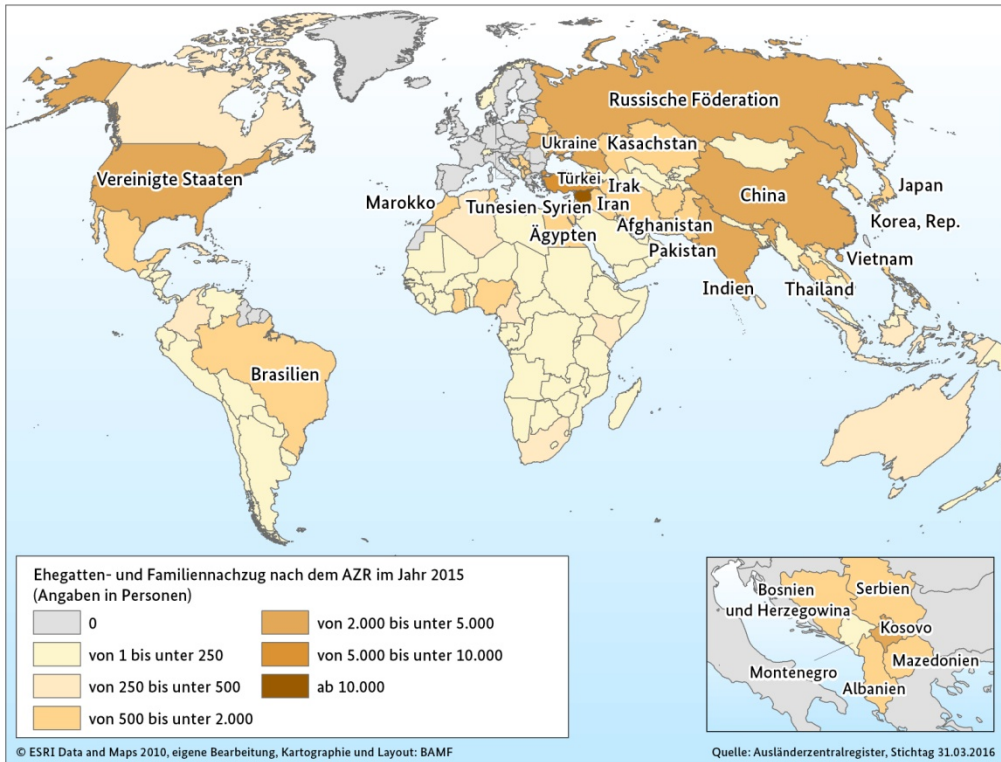 Russische Föderation
Ukraine
Kasachstan
Vereinigte Staaten
Türkei
Irak
China
Japan
Marokko
Tunesien
Syrien
Iran
Korea, Rep.
Ägypten
Afghanistan
Pakistan
Vietnam
Indien
Thailand
Brasilien
Ehegatten- und Familiennachzug nach dem AZR im Jahr 2015
(Angaben in Personen)
0
von 1 bis unter 250
von 250 bis unter 500
von 500 bis unter 2.000
von 2.000 bis unter 5.000
von 5.000 bis unter 10.000
ab 10.000
Bosnien
und Herzegowina
Serbien
Kosovo
Mazedonien
Montenegro
Albanien
© ESRI Data and Maps 2010, eigene Bearbeitung, Kartographie und Layout: BAMF
Quelle: Ausländerzentralregister, Stichtag 31.03.2016